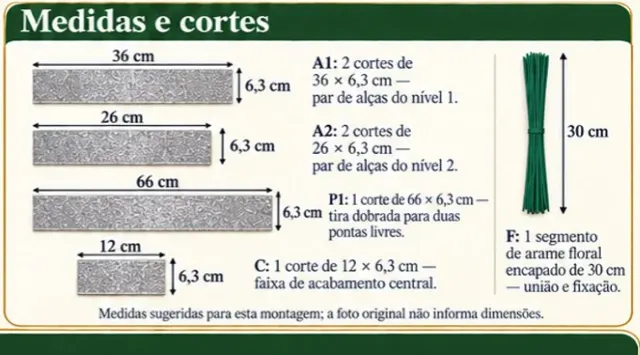 Medidas e cortes
36 cm
6,3 cm
A1: 2 cortes de
36 × 6,3 cm —
par de alças do nível 1.
26 cm
6,3 cm
A2: 2 cortes de
26 × 6,3 cm —
par de alças do nível 2.
66 cm
6,3 cm
P1: 1 corte de 66 × 6,3 cm —
tira dobrada para duas
pontas livres.
12 cm
6,3 cm
C: 1 corte de 12 × 6,3 cm —
faixa de acabamento central.
30 cm
F: 1 segmento
de arame floral
encapado de 30 cm
— união e fixação.
Medidas sugeridas para esta montagem; a foto original não informa dimensões.